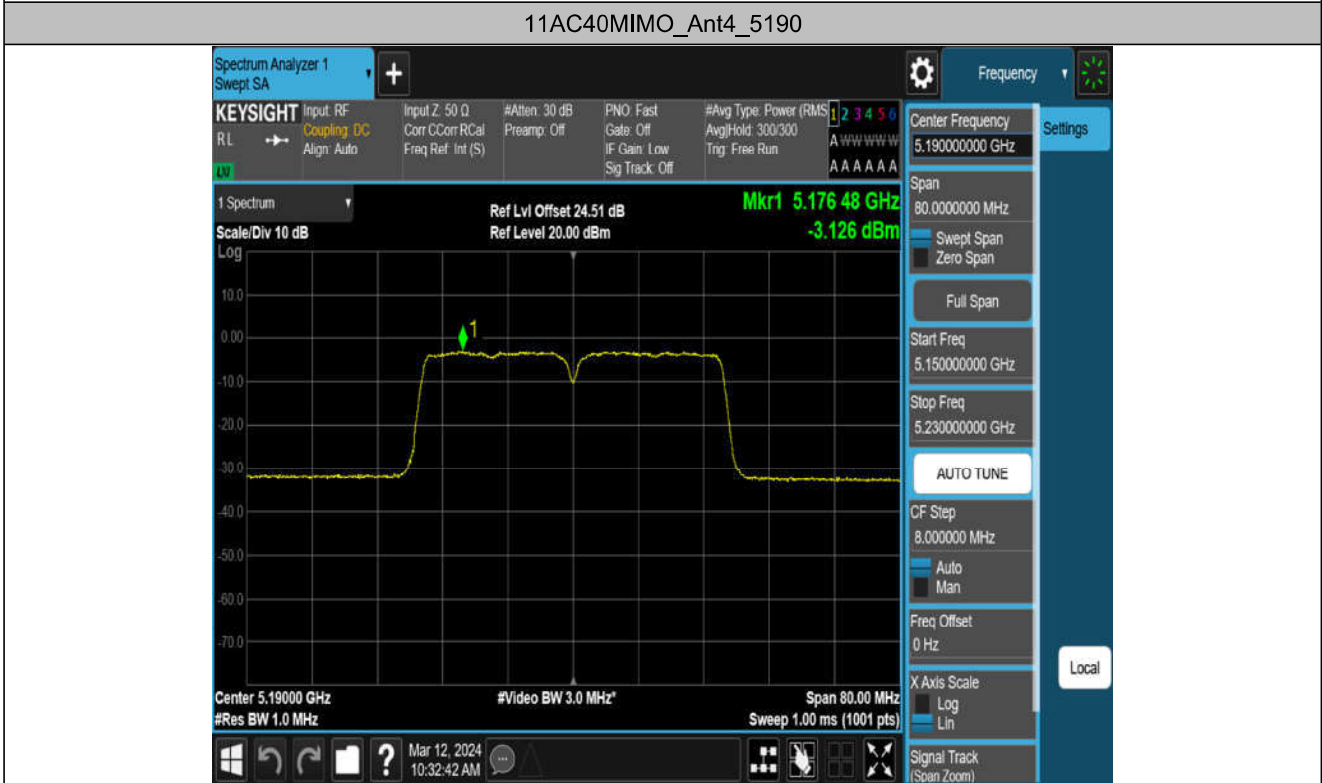 11AC40MIMO_Ant4_5190
Spectrum Analyzer 1
Swept SA
Frequency
KEYSIGHT
RL
LXI
Input: RF
Coupling: DC
Align: Auto
Input Z: 50 Ω
Corr CCorr RCal
Freq Ref: Int (S)
#Atten: 30 dB
Preamp: Off
PNO: Fast
Gate: Off
IF Gain: Low
Sig Track: Off
#Avg Type: Power (RMS
Avg|Hold: 300/300
Trig: Free Run
1 2 3 4 5 6
A W W W W W
A A A A A A
1 Spectrum
Scale/Div 10 dB
Ref Lvl Offset 24.51 dB
Ref Level 20.00 dBm
Mkr1 5.176 48 GHz
-3.126 dBm
Log
10.0
0.00
-10.0
-20.0
-30.0
-40.0
-50.0
-60.0
-70.0
1
Center 5.19000 GHz
#Res BW 1.0 MHz
#Video BW 3.0 MHz*
Span 80.00 MHz
Sweep 1.00 ms (1001 pts)
?
Mar 12, 2024
10:32:42 AM
Center Frequency
5.190000000 GHz
Settings
Span
80.0000000 MHz
Swept Span
Zero Span
Full Span
Start Freq
5.150000000 GHz
Stop Freq
5.230000000 GHz
AUTO TUNE
CF Step
8.000000 MHz
Auto
Man
Freq Offset
0 Hz
X Axis Scale
Log
Lin
Local
Signal Track
(Span Zoom)